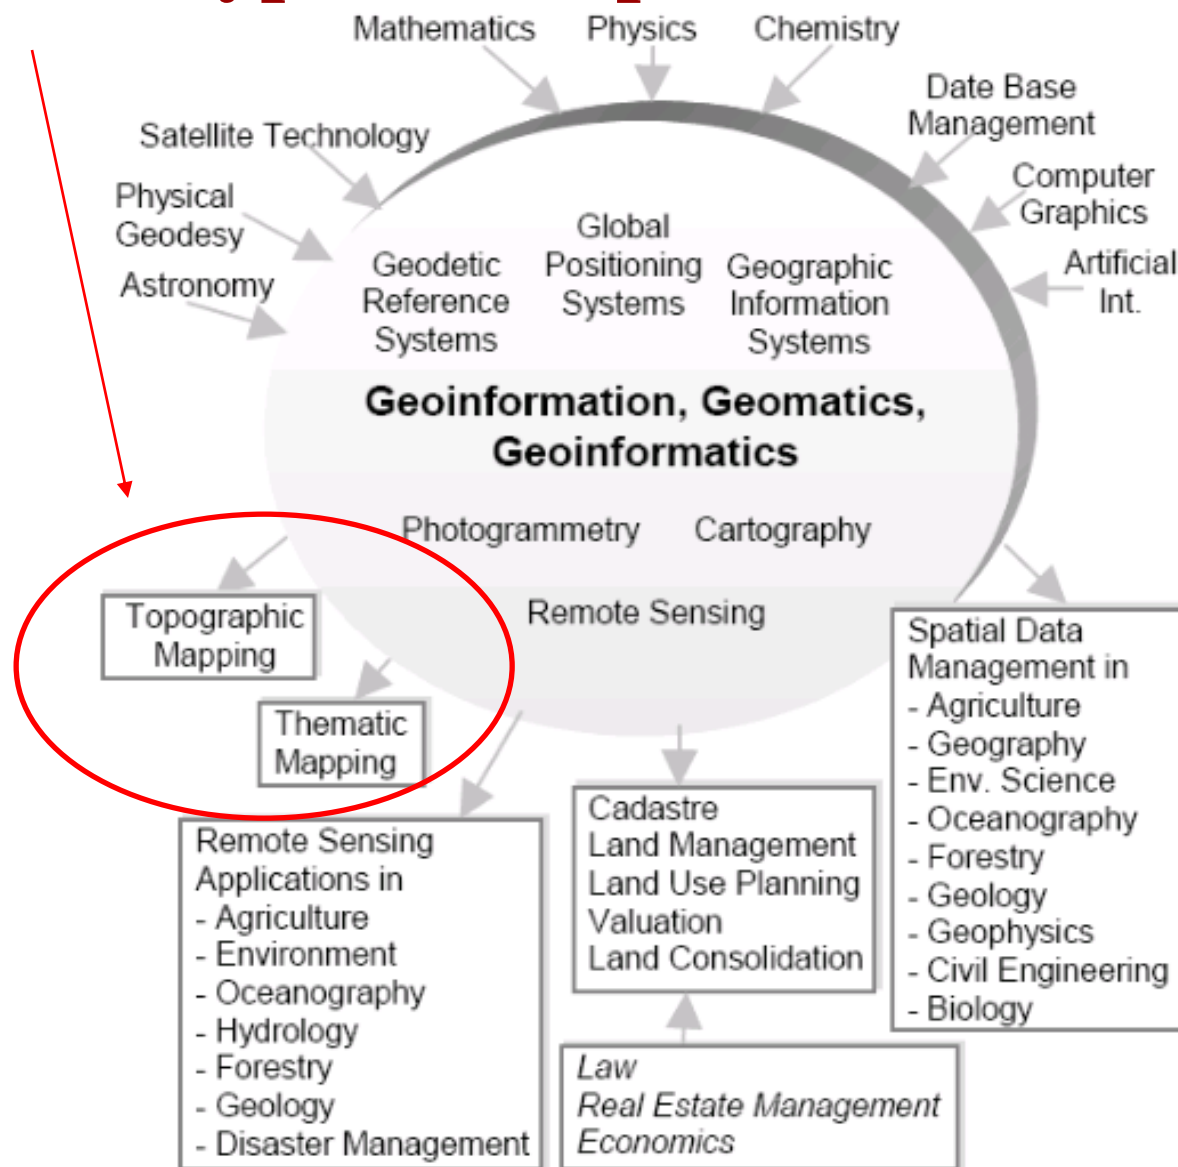 Mathematics
Physics
Chemistry
Date Base
Management
Satellite Technology
Computer
Graphics
Physical
Geodesy
Artificial
Int.
Astronomy
Geodetic
Reference
Systems
Global
Positioning
Systems
Geographic
Information
Systems
Geoinformation, Geomatics,
Geoinformatics
Photogrammetry
Cartography
Remote Sensing
Topographic
Mapping
Thematic
Mapping
Remote Sensing
Applications in
- Agriculture
- Environment
- Oceanography
- Hydrology
- Forestry
- Geology
- Disaster Management
Cadastre
Land Management
Land Use Planning
Valuation
Land Consolidation
Law
Real Estate Management
Economics
Spatial Data
Management in
- Agriculture
- Geography
- Env. Science
- Oceanography
- Forestry
- Geology
- Geophysics
- Civil Engineering
- Biology